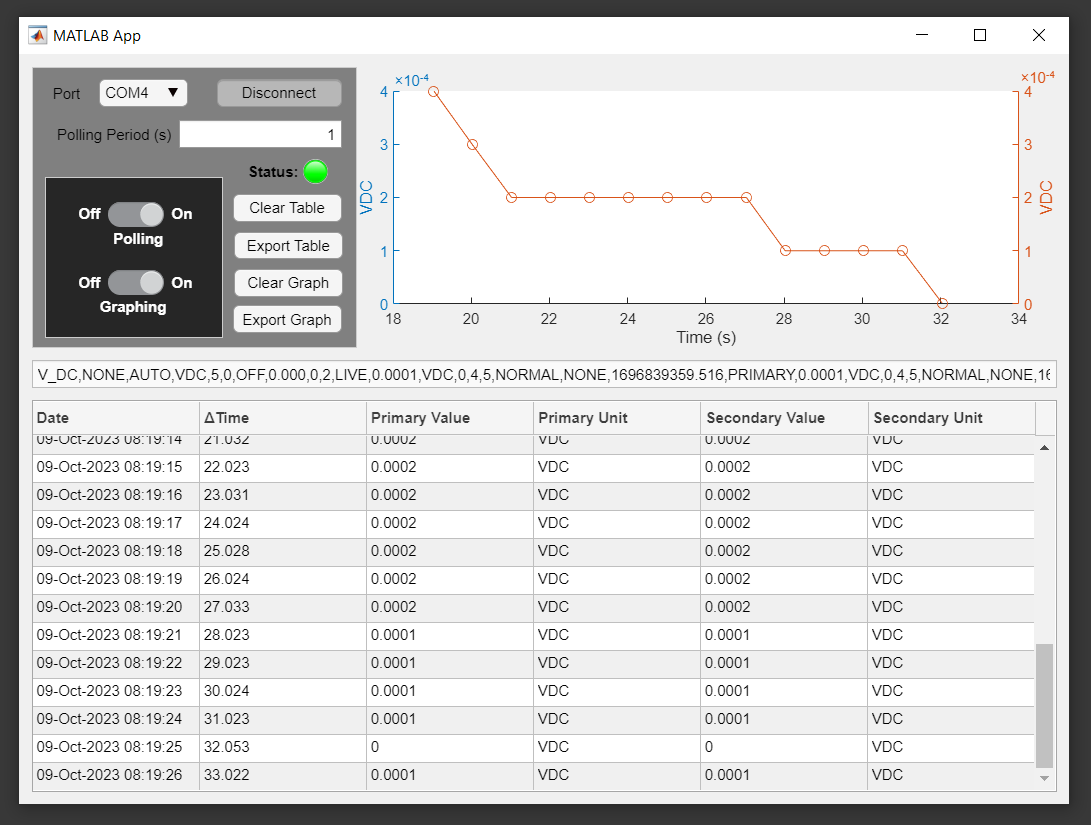 MATLAB App
Port COM4 ▼ Disconnect
Polling Period (s) 1
Status:
Off On
Polling
Off On
Graphing
Clear Table
Export Table
Clear Graph
Export Graph
×10⁻⁴ ×10⁻⁴
4 4
3 3
2 2
1 1
0 0
VDC VDC
18 20 22 24 26 28 30 32 34
Time (s)
V_DC,NONE,AUTO,VDC,5,0,OFF,0.000,0,2,LIVE,0.0001,VDC,0,4,5,NORMAL,NONE,1696839359.516,PRIMARY,0.0001,VDC,0,4,5,NORMAL,NONE,16
Date ΔTime Primary Value Primary Unit Secondary Value Secondary Unit
09-Oct-2023 08:19:14 21.032 0.0002 VDC 0.0002 VDC
09-Oct-2023 08:19:15 22.023 0.0002 VDC 0.0002 VDC
09-Oct-2023 08:19:16 23.031 0.0002 VDC 0.0002 VDC
09-Oct-2023 08:19:17 24.024 0.0002 VDC 0.0002 VDC
09-Oct-2023 08:19:18 25.028 0.0002 VDC 0.0002 VDC
09-Oct-2023 08:19:19 26.024 0.0002 VDC 0.0002 VDC
09-Oct-2023 08:19:20 27.033 0.0002 VDC 0.0002 VDC
09-Oct-2023 08:19:21 28.023 0.0001 VDC 0.0001 VDC
09-Oct-2023 08:19:22 29.023 0.0001 VDC 0.0001 VDC
09-Oct-2023 08:19:23 30.024 0.0001 VDC 0.0001 VDC
09-Oct-2023 08:19:24 31.023 0.0001 VDC 0.0001 VDC
09-Oct-2023 08:19:25 32.053 0 VDC 0 VDC
09-Oct-2023 08:19:26 33.022 0.0001 VDC 0.0001 VDC